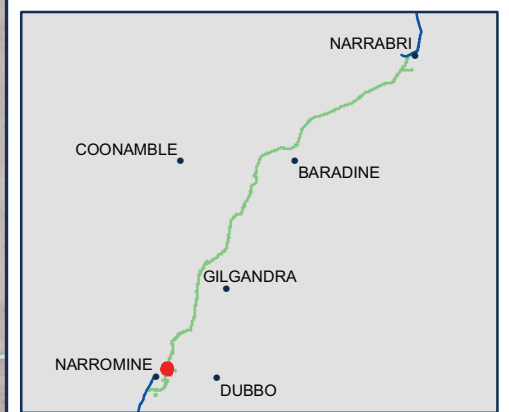 NARRABRI
COONAMBLE
BARADINE
GILGANDRA
NARROMINE
DUBBO